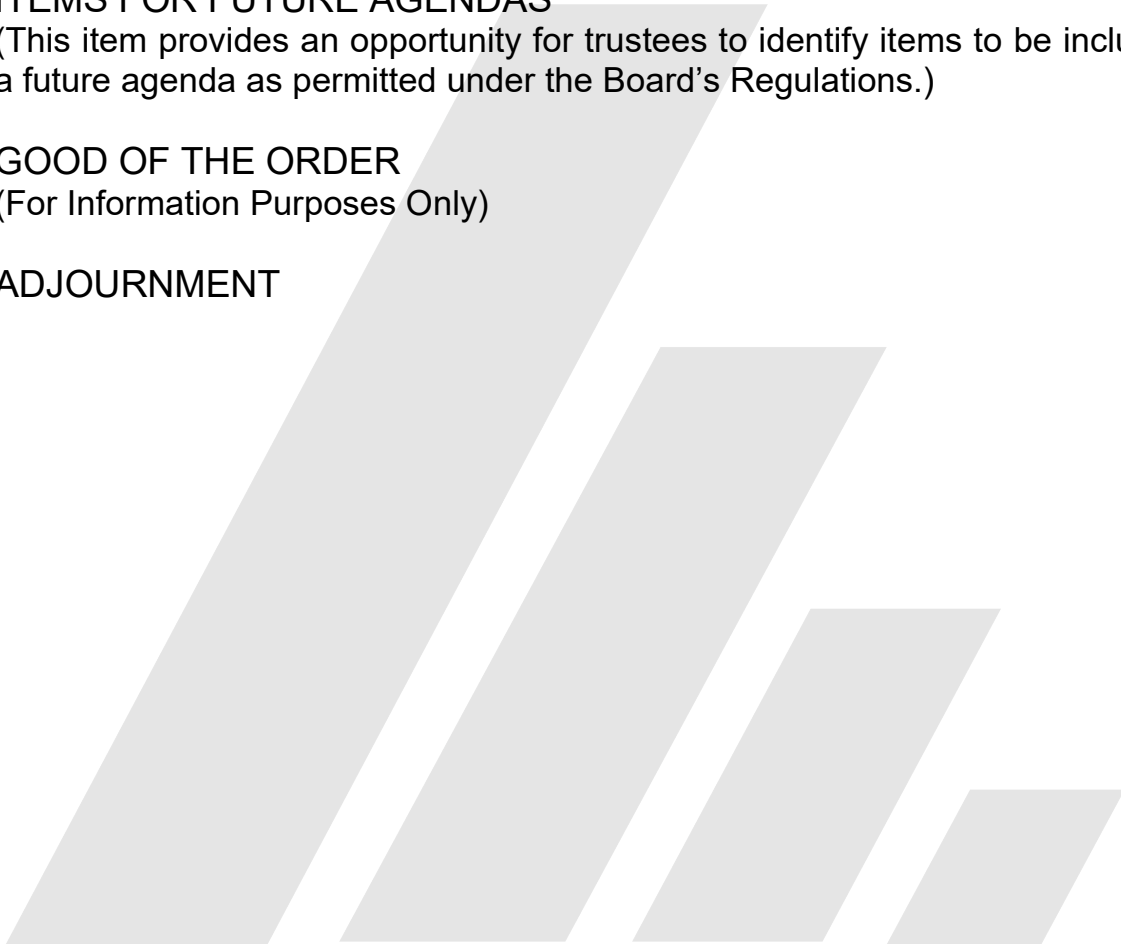 ITEMS FOR FUTURE AGENDAS
(This item provides an opportunity for trustees to identify items to be inclu
a future agenda as permitted under the Board’s Regulations.)
GOOD OF THE ORDER
(For Information Purposes Only)
ADJOURNMENT